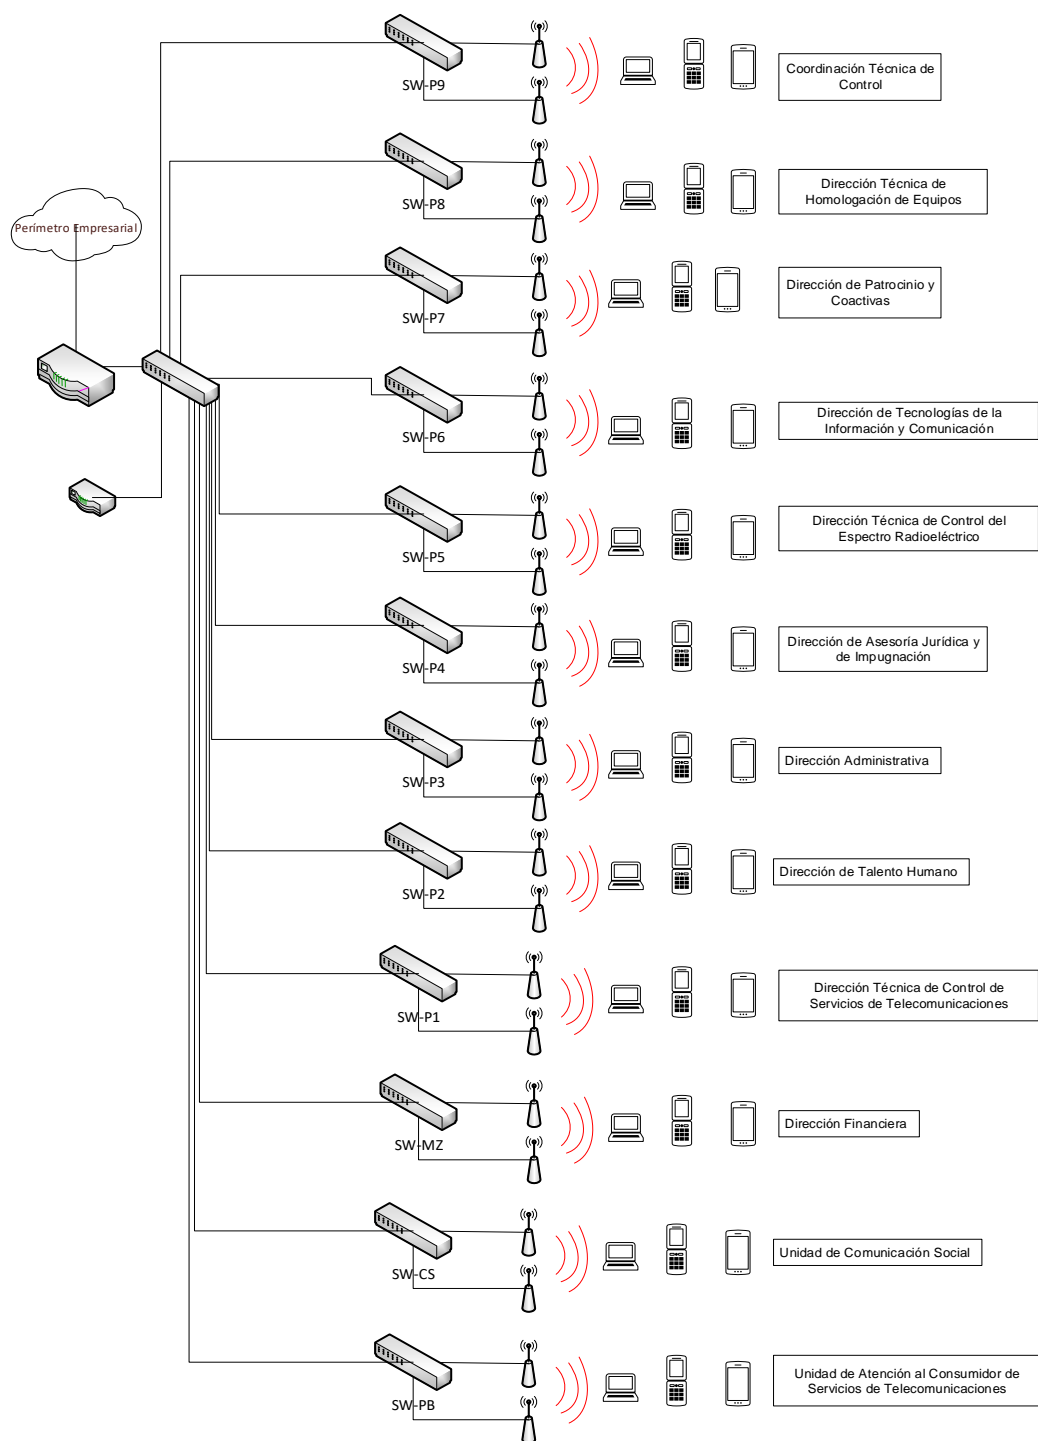 SW-P9
Coordinación Técnica de
Control
SW-P8
Dirección Técnica de
Homologación de Equipos
Perímetro Empresarial
SW-P7
Dirección de Patrocinio y
Coactivas
SW-P6
Dirección de Tecnologías de la
Información y Comunicación
SW-P5
Dirección Técnica de Control del
Espectro Radioeléctrico
SW-P4
Dirección de Asesoría Jurídica y
de Impugnación
SW-P3
Dirección Administrativa
SW-P2
Dirección de Talento Humano
SW-P1
Dirección Técnica de Control de
Servicios de Telecomunicaciones
SW-MZ
Dirección Financiera
SW-CS
Unidad de Comunicación Social
SW-PB
Unidad de Atención al Consumidor de
Servicios de Telecomunicaciones